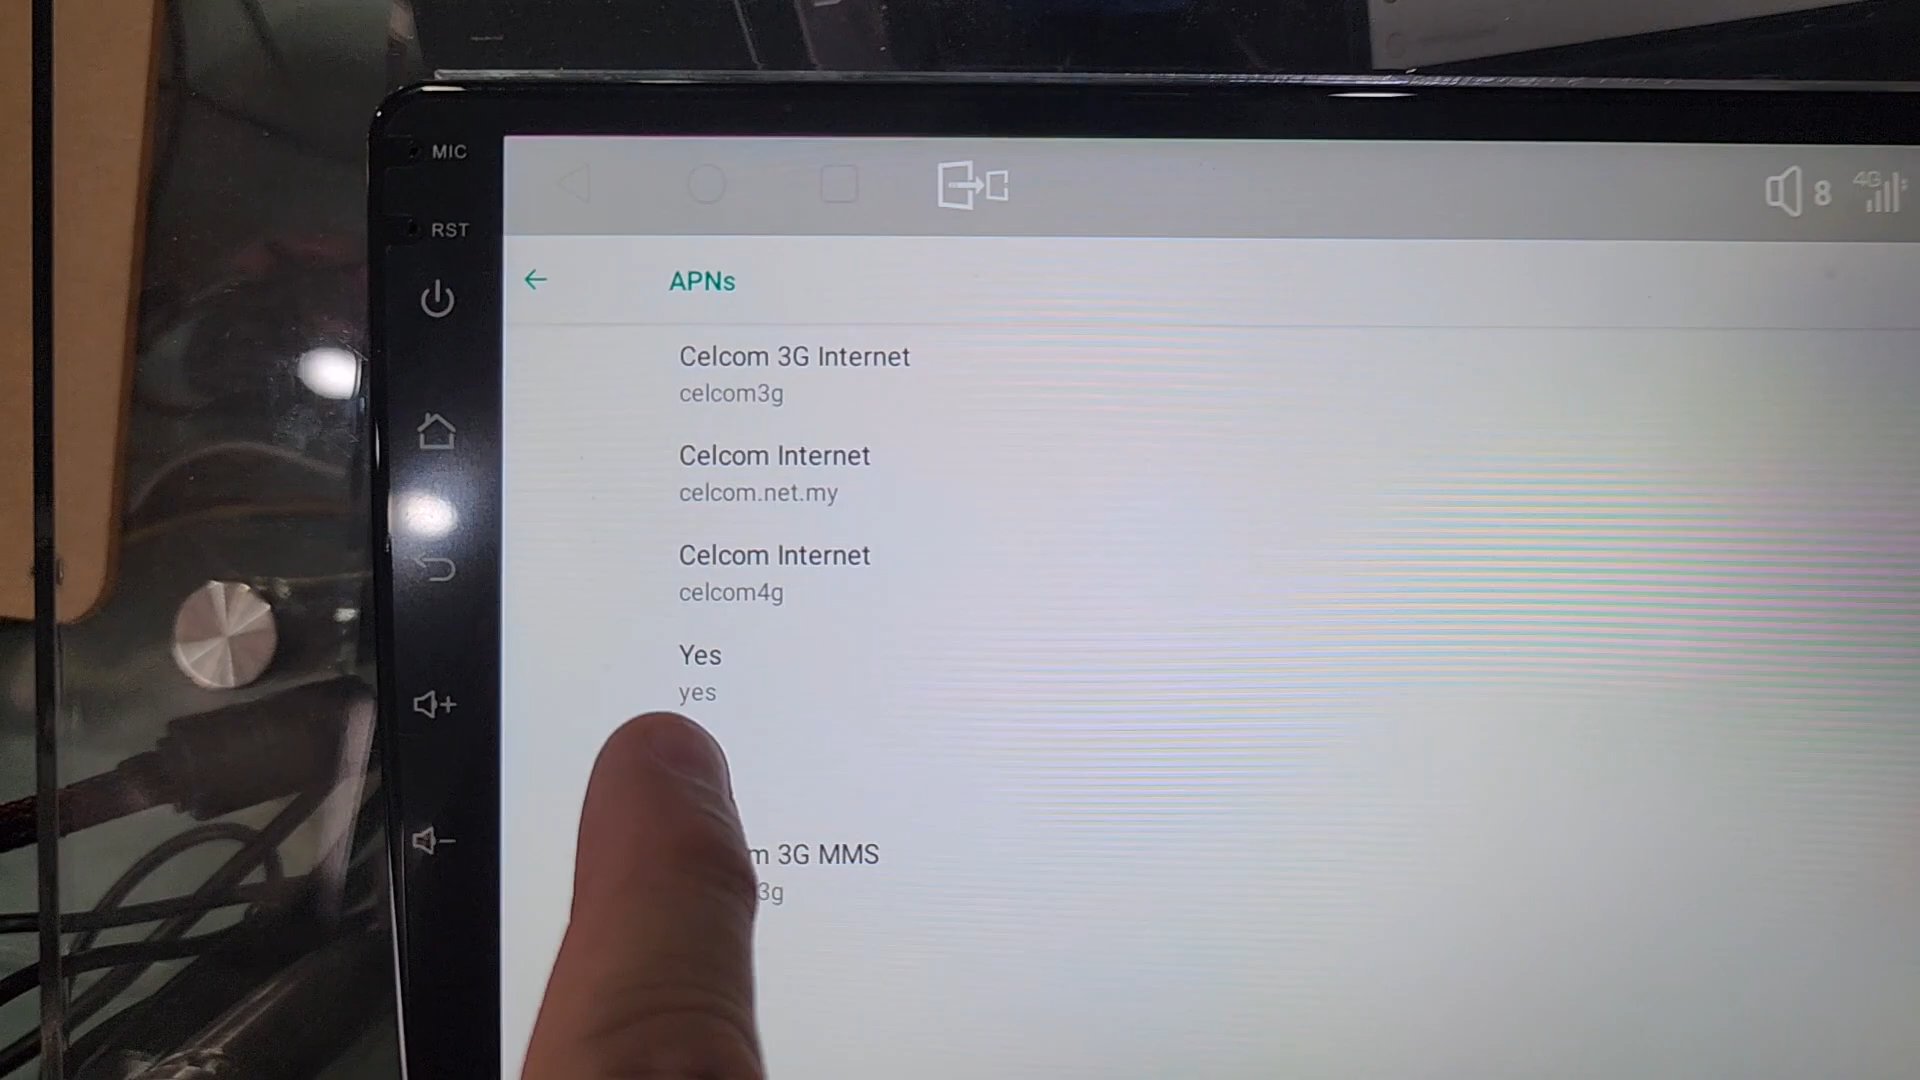 MIC
RST
8
4G
APNs
Celcom 3G Internet
celcom3g
Celcom Internet
celcom.net.my
Celcom Internet
celcom4g
Yes
yes
m 3G MMS
3g